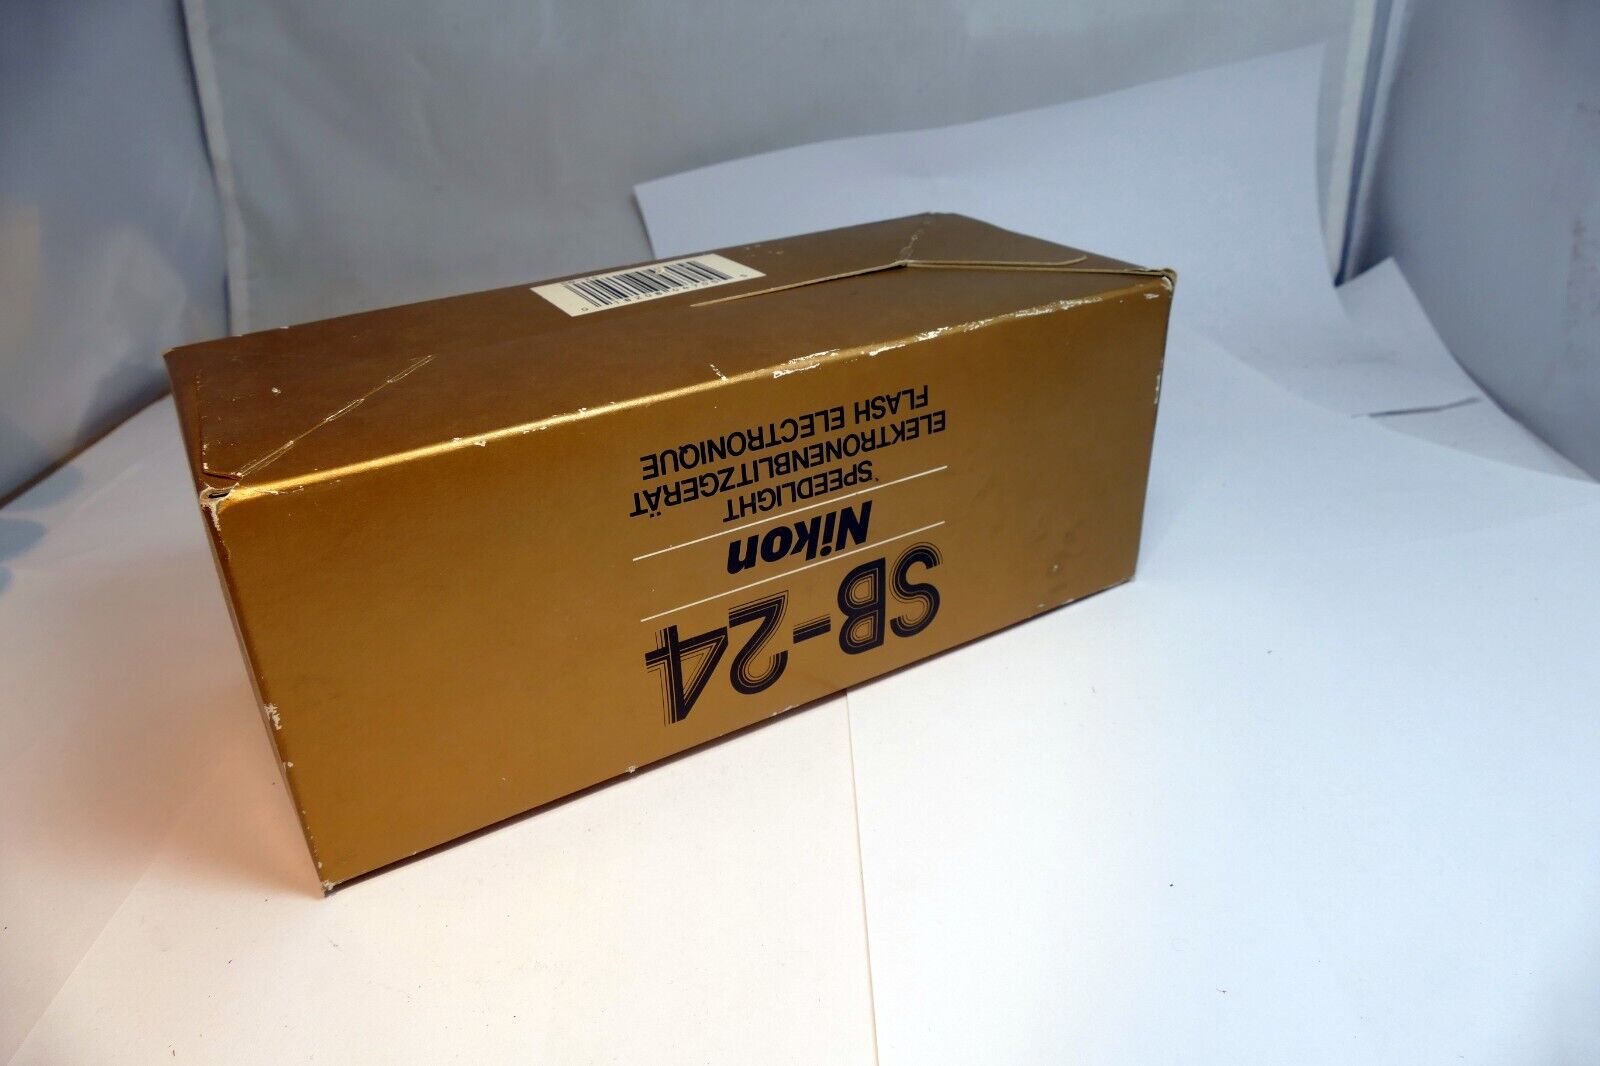 SB-24
Nikon
SPEEDLIGHT
ELEKTRONENBLITZGERÄT
FLASH ELECTRONIQUE